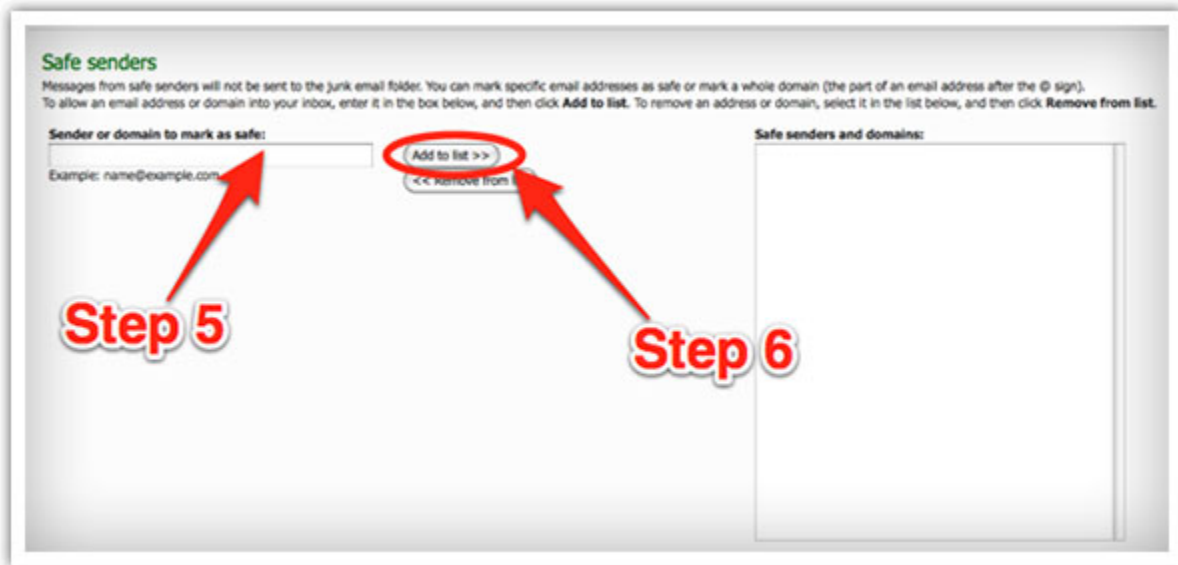 Safe senders
Messages from safe senders will not be sent to the junk email folder. You can mark specific email addresses as safe or mark a whole domain (the part of an email address after the @ sign).
To allow an email address or domain into your inbox, enter it in the box below, and then click Add to list. To remove an address or domain, select it in the list below, and then click Remove from list.
Sender or domain to mark as safe:
Safe senders and domains:
Add to list >>
Example: name@example.com
<< Remove from
Step 5
Step 6